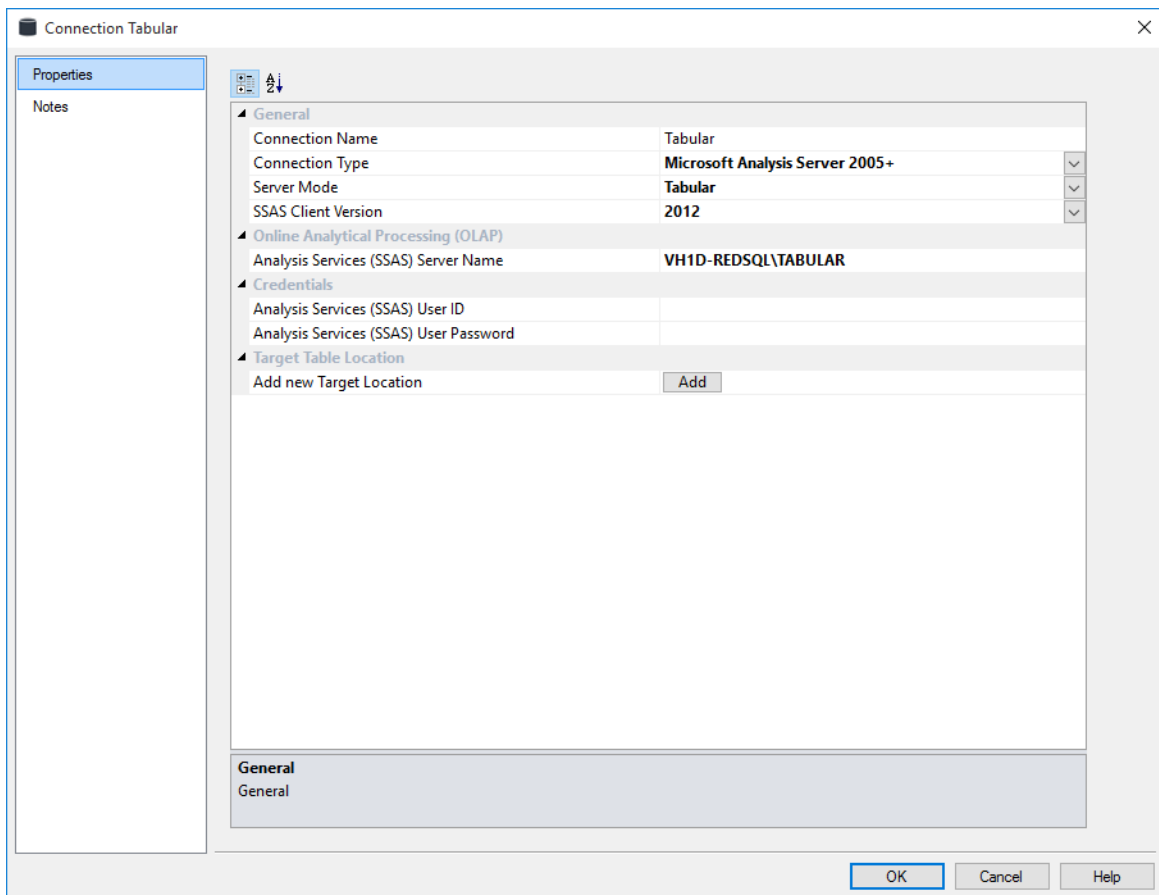 Connection Tabular
Properties
Notes
General
Connection Name Tabular
Connection Type Microsoft Analysis Server 2005+
Server Mode Tabular
SSAS Client Version 2012
Online Analytical Processing (OLAP)
Analysis Services (SSAS) Server Name VH1D-REDSQL\TABULAR
Credentials
Analysis Services (SSAS) User ID
Analysis Services (SSAS) User Password
Target Table Location
Add new Target Location Add
General
General
OK Cancel Help